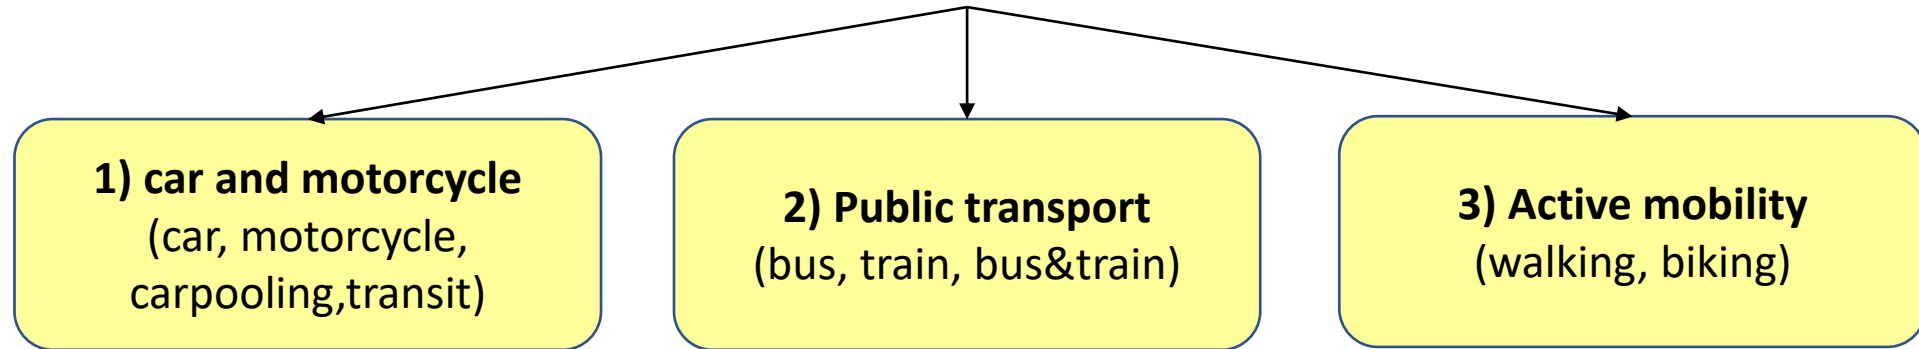 1) car and motorcycle
(car, motorcycle,
carpooling,transit)
2) Public transport
(bus, train, bus&train)
3) Active mobility
(walking, biking)